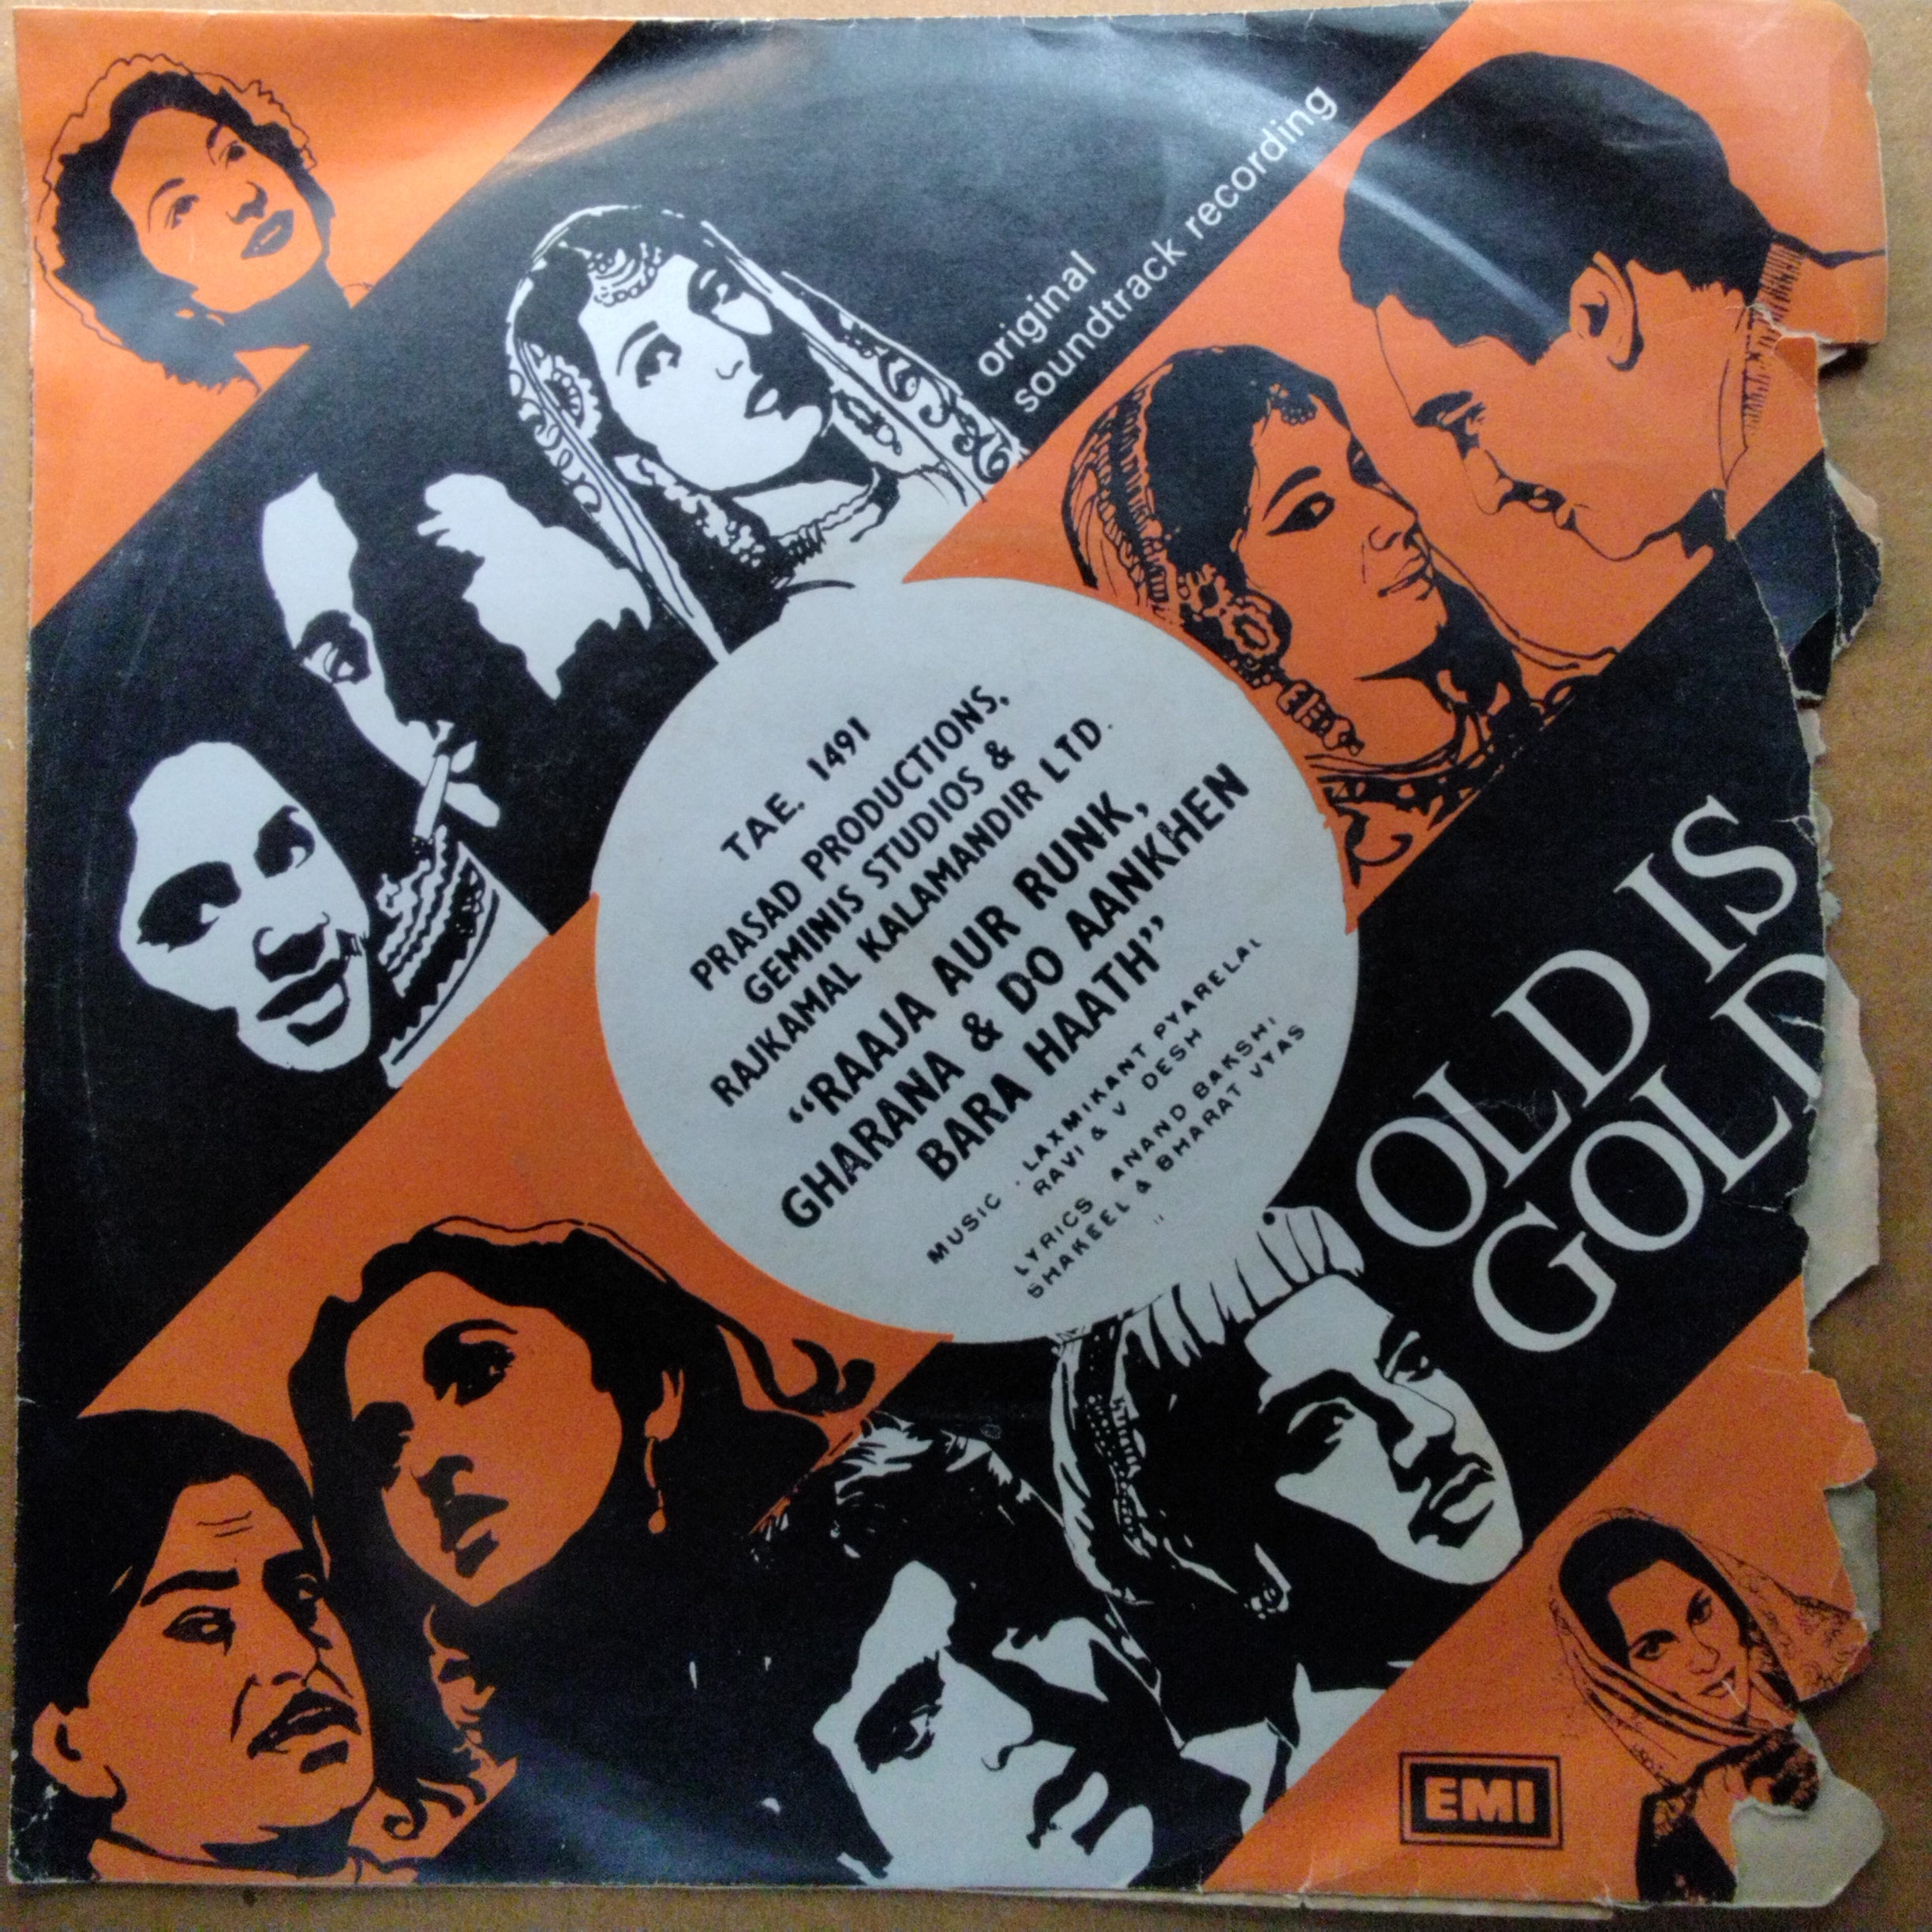 original
soundtrack recording
TAE. 1491
PRASAD PRODUCTIONS,
GEMINIS STUDIOS &
RAJKAMAL KALAMANDIR LTD.
“RAAJA AUR RUNK,
GHARANA & DO AANKHEN
BARA HAATH”
MUSIC . LAXMIKANT PYARELAL
RAVI & V DESH
LYRICS ANAND BAKSHI
SHAKEEL & BHARAT VYAS
OLD IS
GOLD
EMI